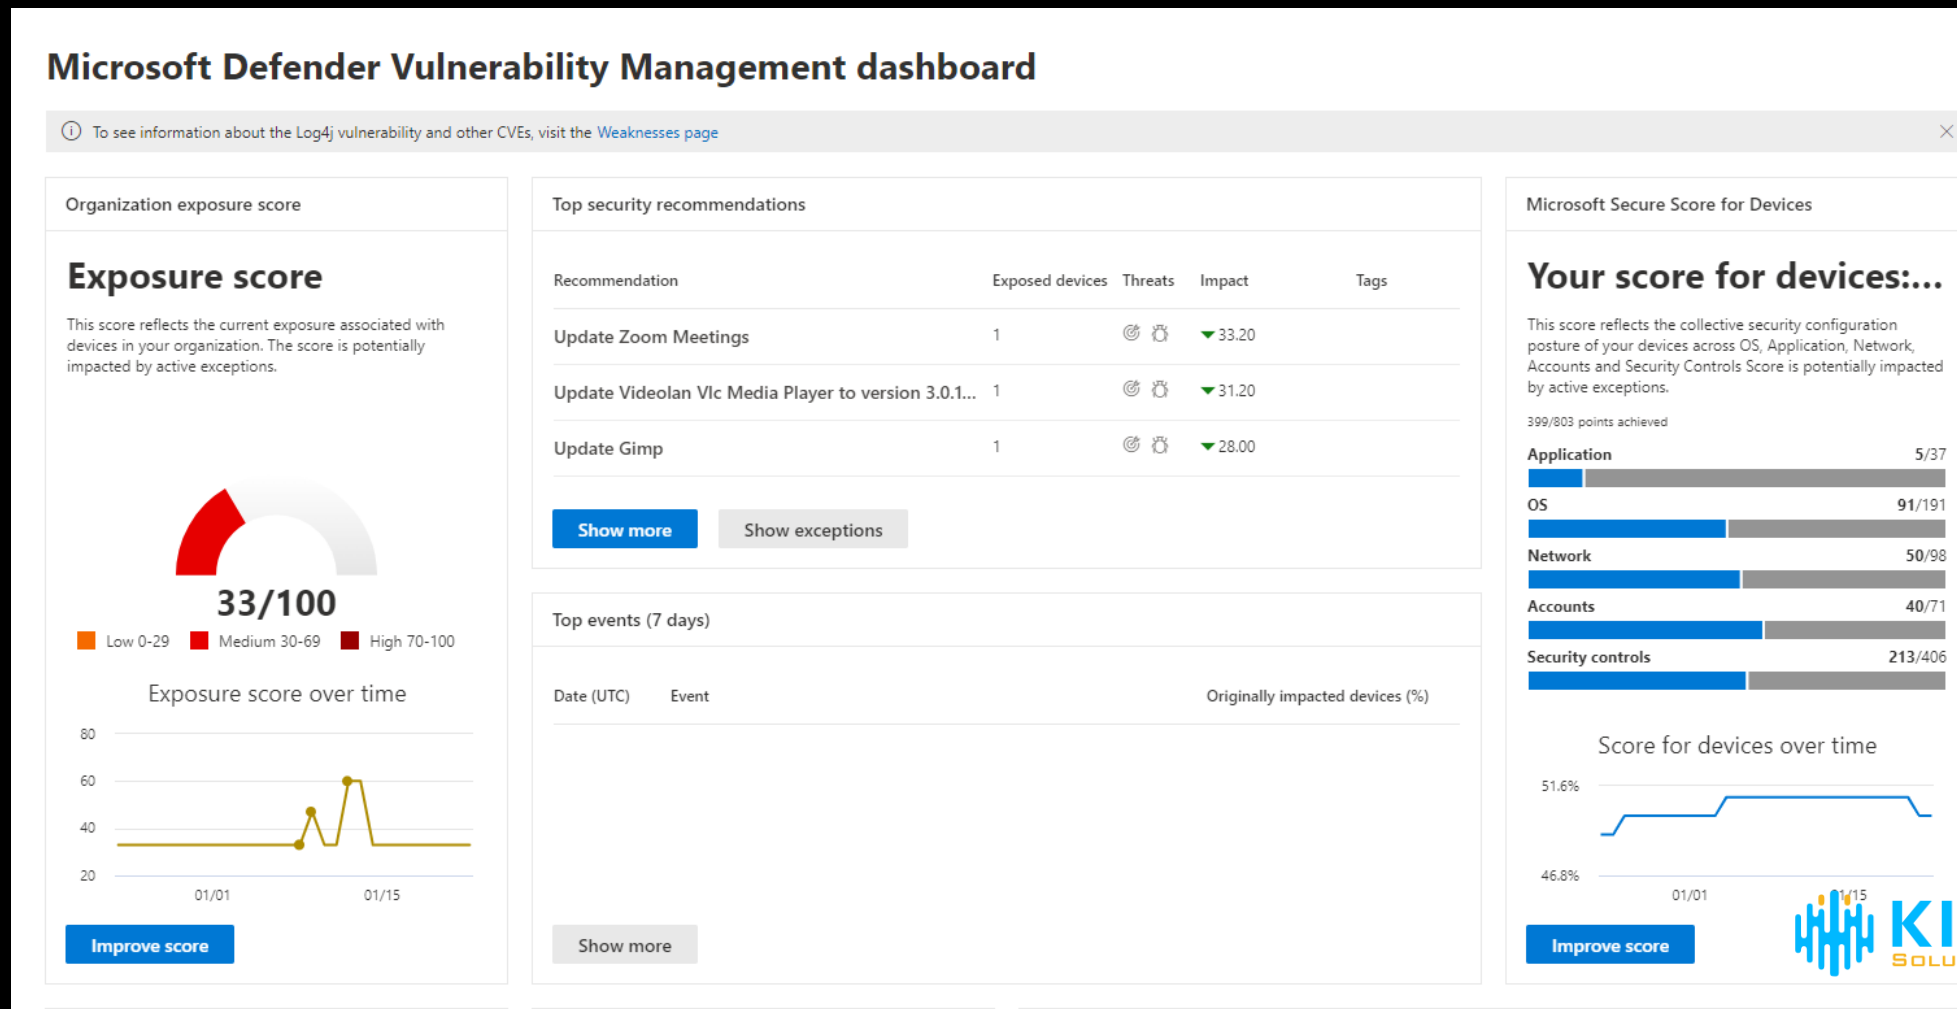 Microsoft Defender Vulnerability Management dashboard
To see information about the Log4j vulnerability and other CVEs, visit the Weaknesses page
Organization exposure score
Exposure score
This score reflects the current exposure associated with
devices in your organization. The score is potentially
impacted by active exceptions.
33/100
Low 0-29 Medium 30-69 High 70-100
Exposure score over time
80
60
40
20
01/01 01/15
Improve score
Top security recommendations
Recommendation Exposed devices Threats Impact Tags
Update Zoom Meetings 1 33.20
Update Videolan Vlc Media Player to version 3.0.1... 1 31.20
Update Gimp 1 28.00
Show more Show exceptions
Top events (7 days)
Date (UTC) Event Originally impacted devices (%)
Show more
Microsoft Secure Score for Devices
Your score for devices:...
This score reflects the collective security configuration
posture of your devices across OS, Application, Network,
Accounts and Security Controls Score is potentially impacted
by active exceptions.
399/803 points achieved
Application 5/37
OS 91/191
Network 50/98
Accounts 40/71
Security controls 213/406
Score for devices over time
51.6%
46.8%
01/01 01/15
Improve score